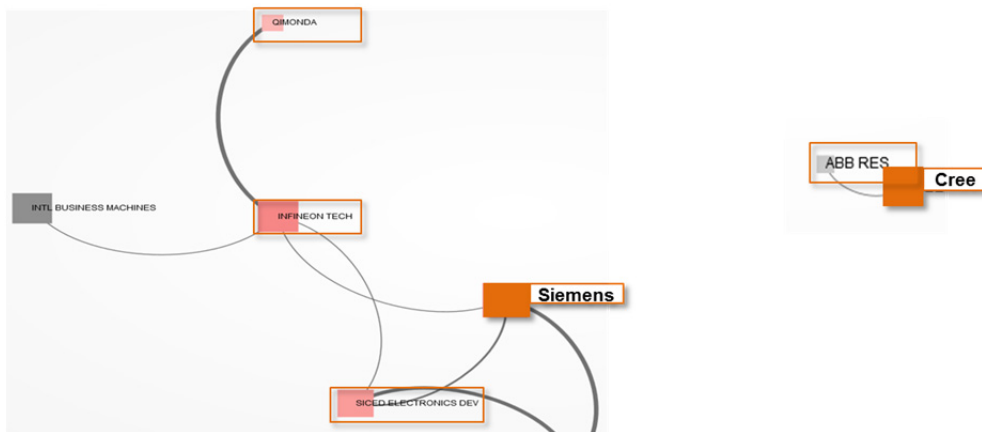 QIMONDA
ABB RES
Cree
INTL BUSINESS MACHINES
INFINEON TECH
Siemens
SICED ELECTRONICS DEV